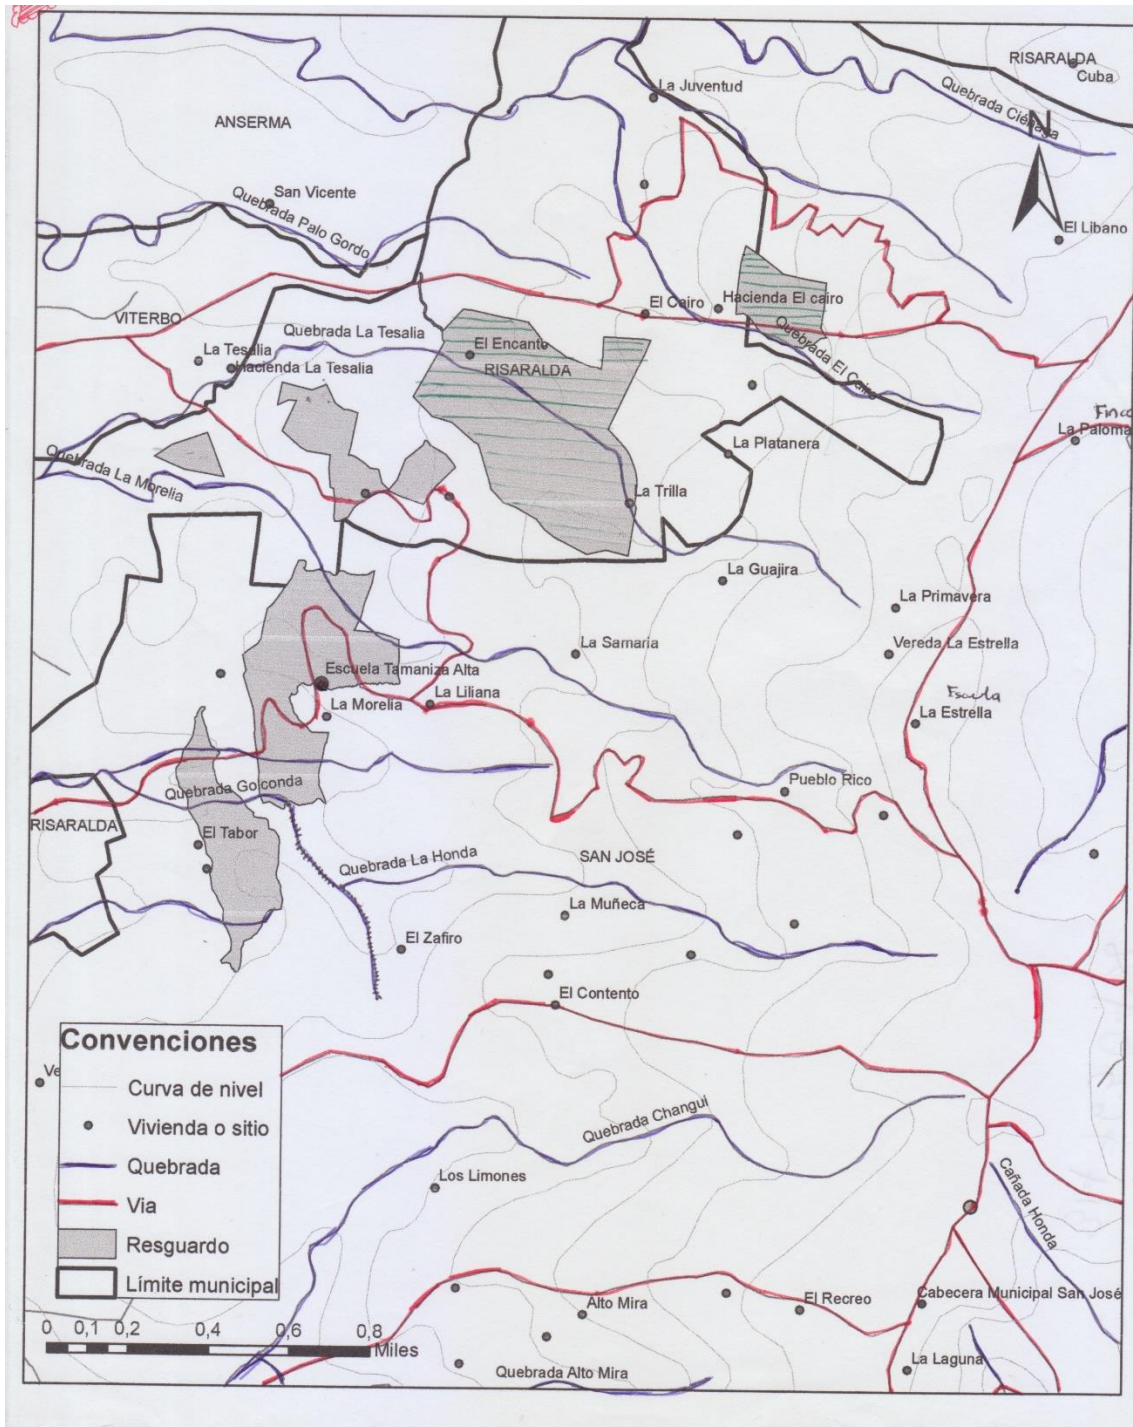 RISARALDA
Cuba
La Juventud
Quebrada Ciénaga
ANSERMA
N
San Vicente
Quebrada Palo Gordo
El Libano
El Cairo
Hacienda El cairo
VITERBO
Quebrada La Tesalia
Quebrada El Cairo
El Encanto
La Tesalia
Hacienda La Tesalia
RISARALDA
Finca
La Paloma
La Platanera
Quebrada La Morelia
La Trilla
La Guajira
La Primavera
La Samaria
Vereda La Estrella
Escuela Tamaniza Alta
La Liliana
La Morelia
Escuela
La Estrella
Pueblo Rico
Quebrada Golconda
RISARALDA
El Tabor
Quebrada La Honda
SAN JOSÉ
La Muñeca
El Zafiro
El Contento
Convenciones
Ve
Curva de nivel
Vivienda o sitio
Quebrada
Via
Resguardo
Límite municipal
0 0,1 0,2 0,4 0,6 0,8
Miles
Quebrada Changui
Los Limones
Cañada Honda
Alto Mira
El Recreo
Cabecera Municipal San José
La Laguna
Quebrada Alto Mira